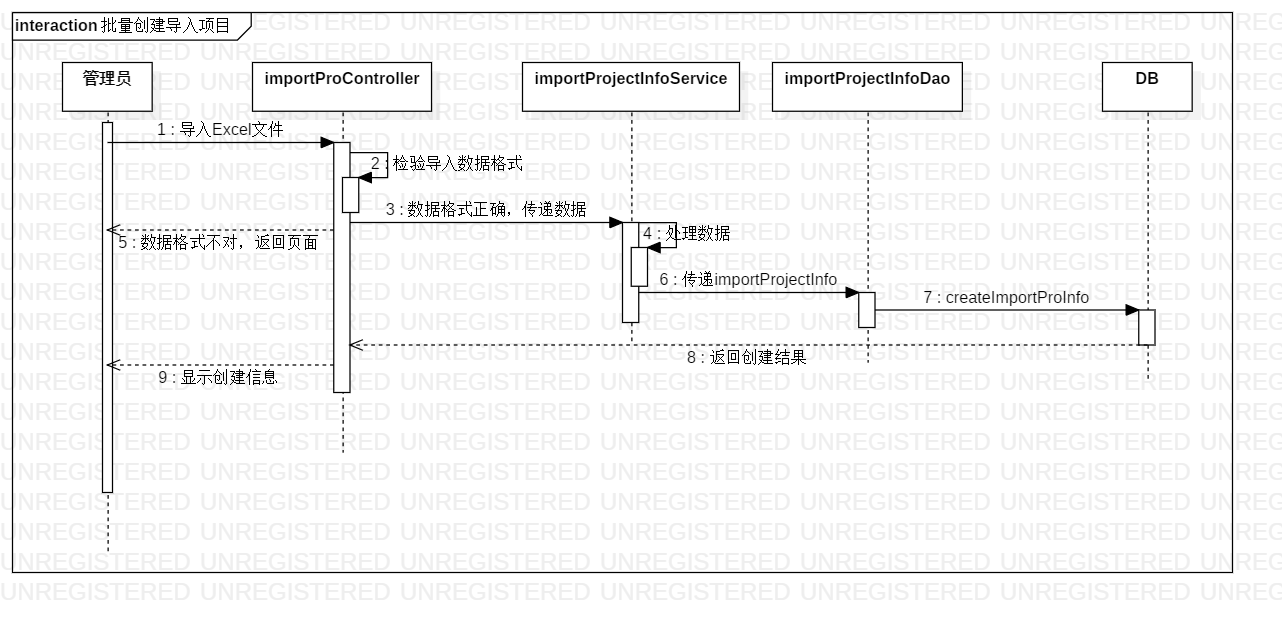 interaction 批量创建导入项目
管理员
importProController
importProjectInfoService
importProjectInfoDao
DB
1 : 导入Excel文件
2 : 检验导入数据格式
3 : 数据格式正确，传递数据
4 : 处理数据
5 : 数据格式不对，返回页面
6 : 传递importProjectInfo
7 : createImportProInfo
8 : 返回创建结果
9 : 显示创建信息
UNREGISTERED